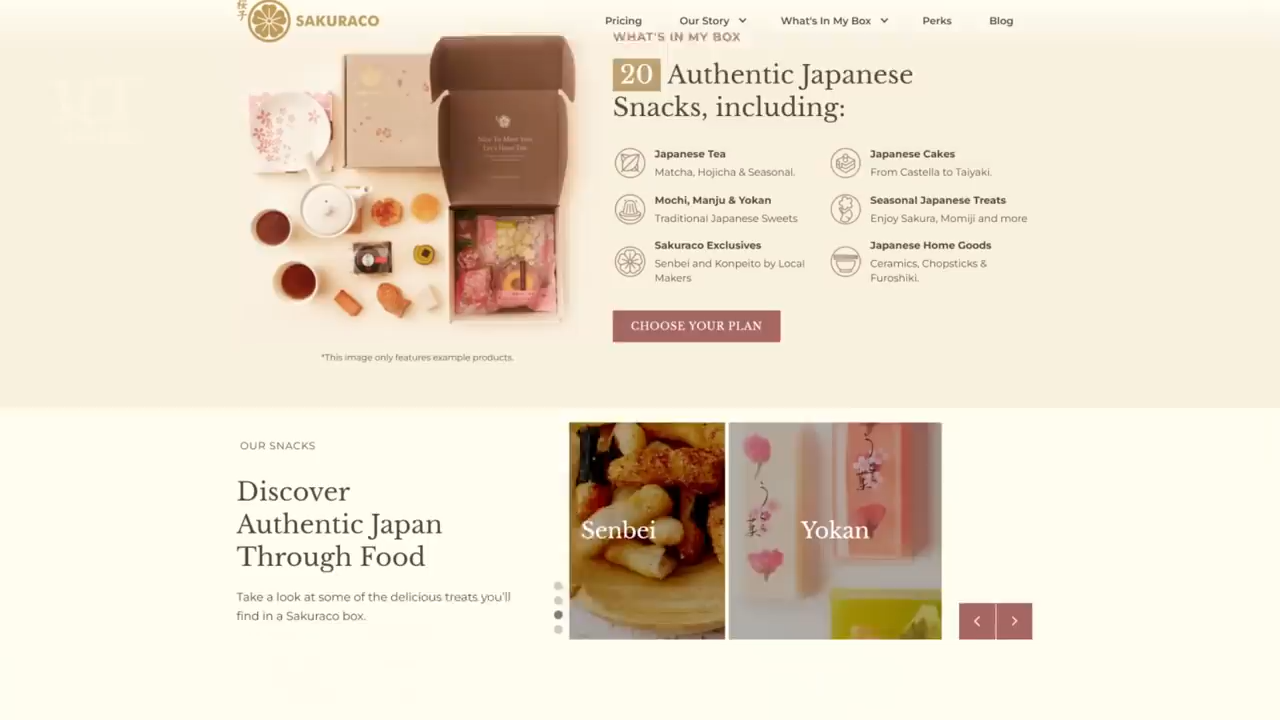 桜子
SAKURACO
Pricing
Our Story
What's In My Box
Perks
Blog
WHAT'S IN MY BOX
20 Authentic Japanese
Snacks, including:
Japanese Tea
Matcha, Hojicha & Seasonal.
Japanese Cakes
From Castella to Taiyaki.
Mochi, Manju & Yokan
Traditional Japanese Sweets
Seasonal Japanese Treats
Enjoy Sakura, Momiji and more
Sakuraco Exclusives
Senbei and Konpeito by Local
Makers
Japanese Home Goods
Ceramics, Chopsticks &
Furoshiki.
CHOOSE YOUR PLAN
*This image only features example products.
OUR SNACKS
Discover
Authentic Japan
Through Food
Take a look at some of the delicious treats you'll
find in a Sakuraco box.
Senbei
Yokan